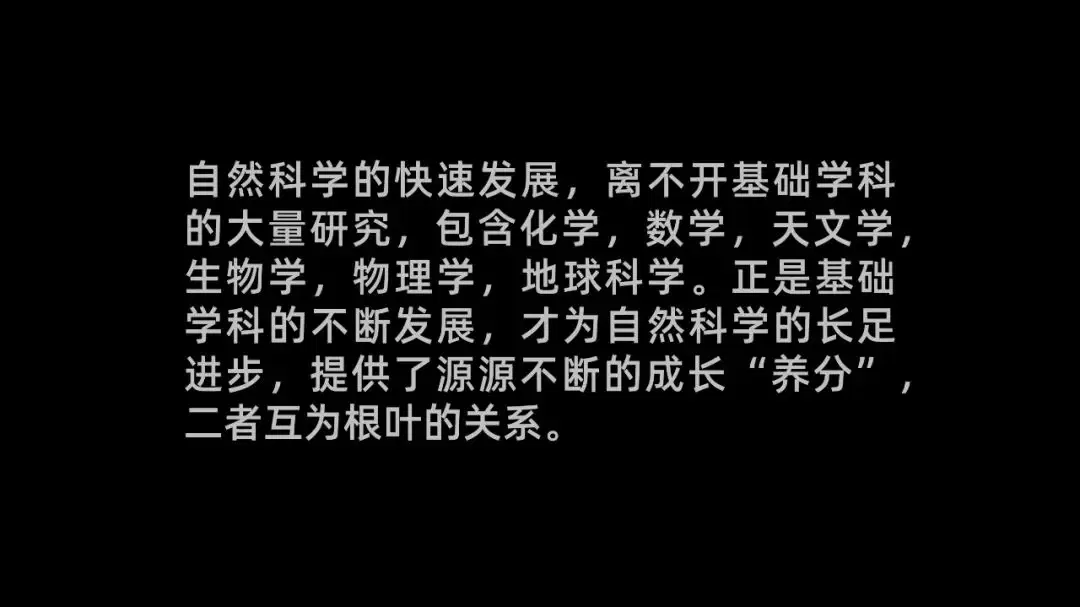 自然科学的快速发展，离不开基础学科
的大量研究，包含化学，数学，天文学，
生物学，物理学，地球科学。正是基础
学科的不断发展，才为自然科学的长足
进步，提供了源源不断的成长“养分”，
二者互为根叶的关系。